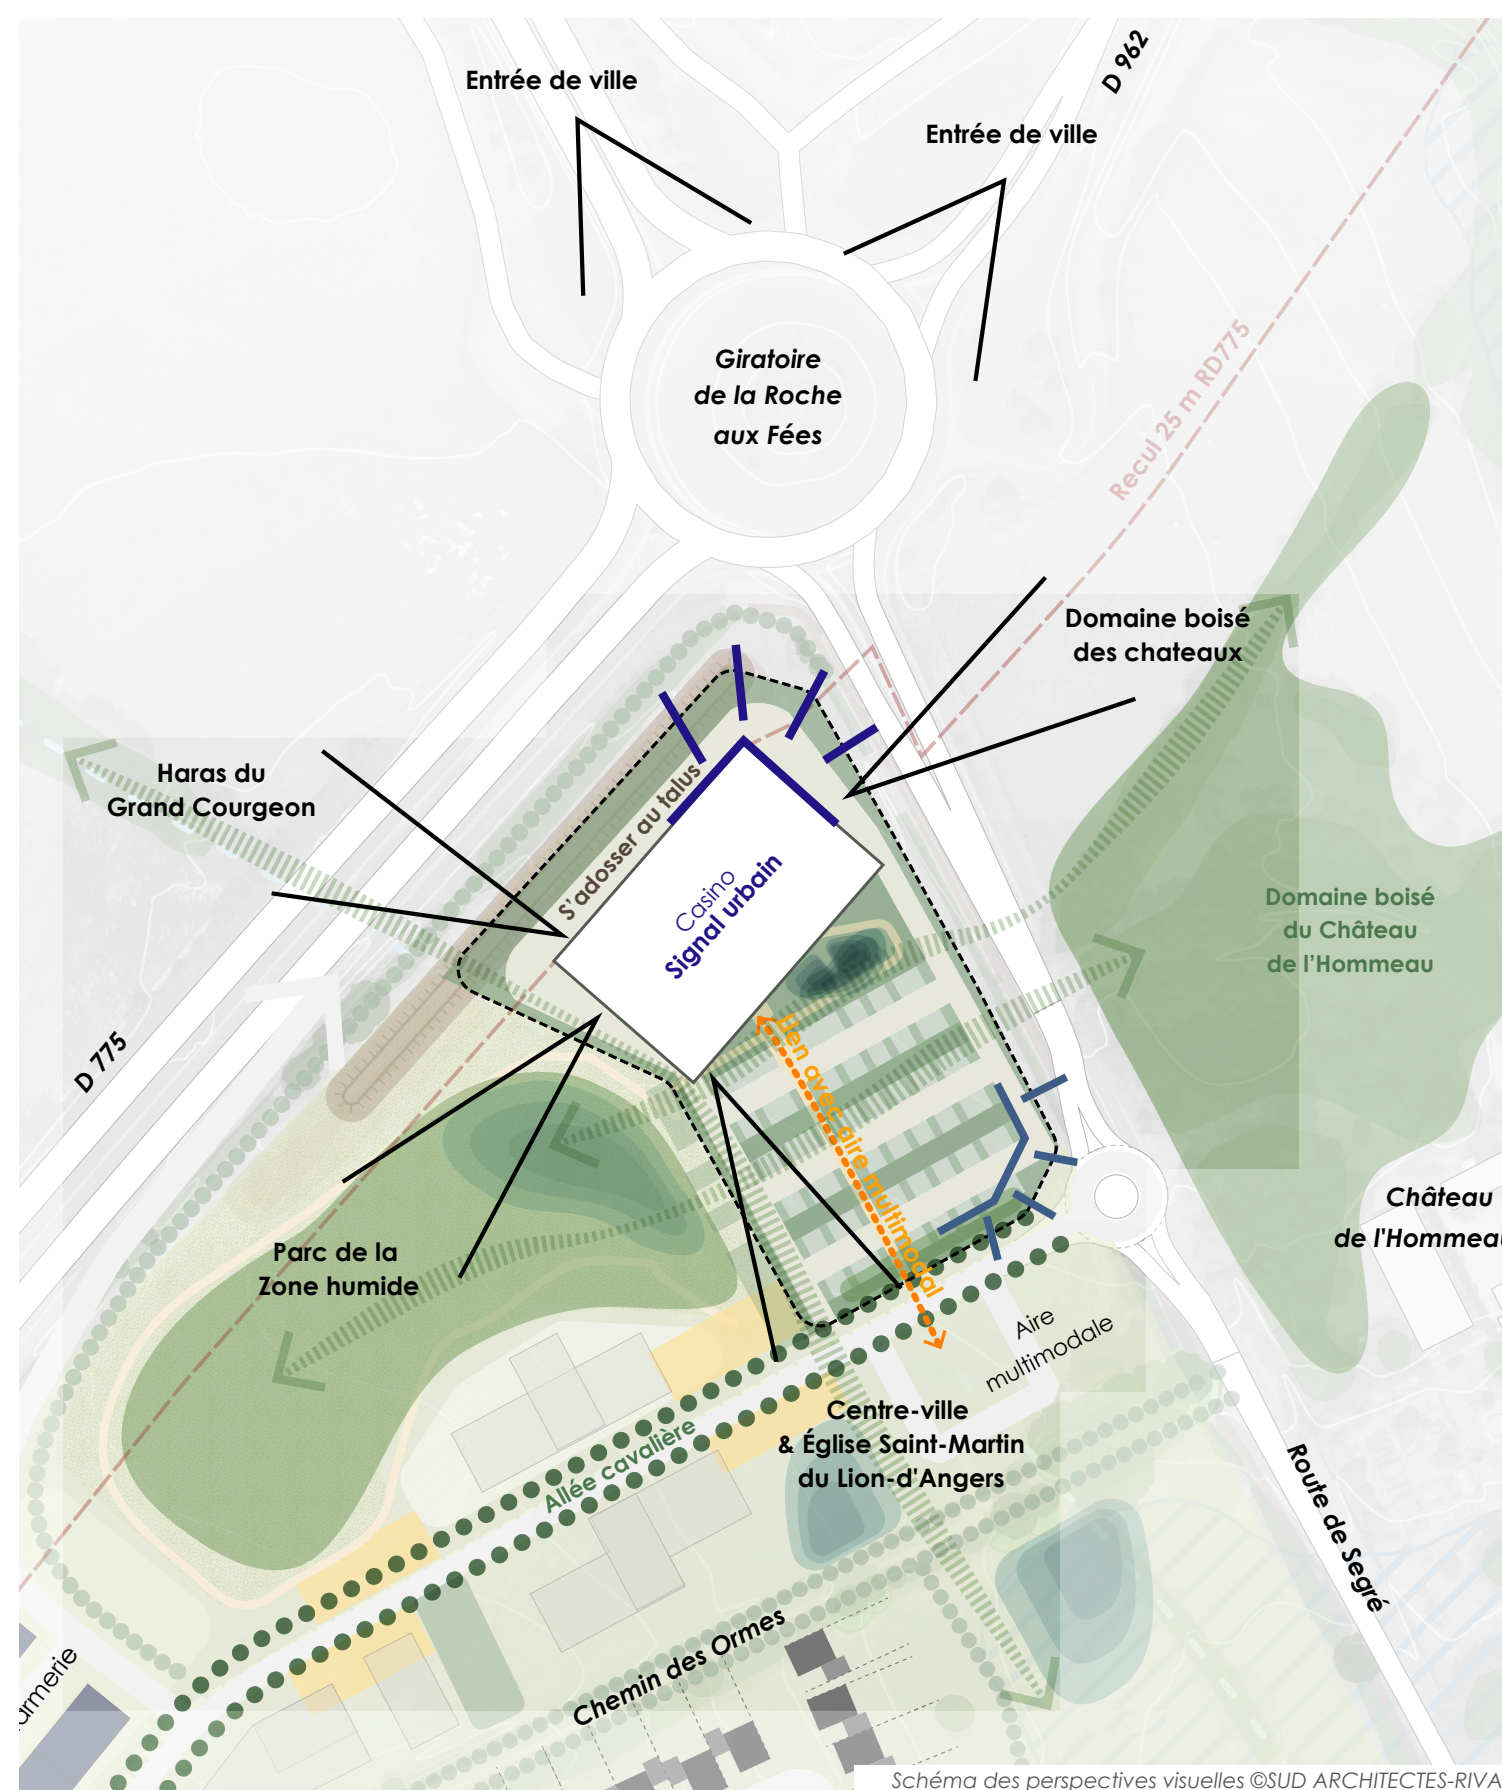 D 962
Entrée de ville
Entrée de ville
Giratoire
de la Roche
aux Fées
Recul 25 m RD775
Domaine boisé
des chateaux
Haras du
Grand Courgeon
S'adosser au talus
Casino
Signal urbain
Domaine boisé
du Château
de l'Hommeau
D 775
Lien avec aire multimodal
Château
de l'Hommeau
Parc de la
Zone humide
Aire
multimodale
Centre-ville
& Église Saint-Martin
du Lion-d'Angers
Allée cavalière
Route de Segré
Chemin des Ormes
armerie
Schéma des perspectives visuelles ©SUD ARCHITECTES-RIVA